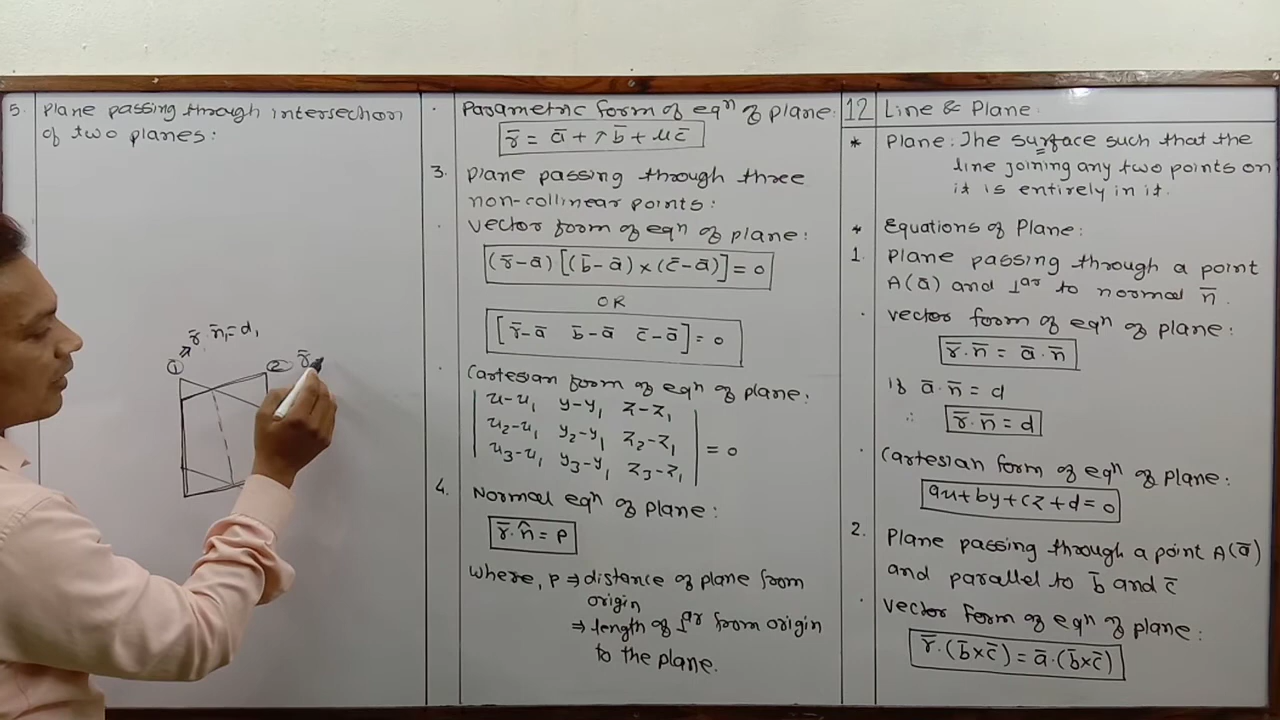 12 Line & Plane:
* Plane: The surface such that the
line joining any two points on
it is entirely in it.
* Equations of Plane:
1. Plane passing through a point
A(a̅) and ⊥ar to normal n̅.
· vector form of eqn of plane:
r̅.n̅ = a̅.n̅
if a̅.n̅ = d
∴ r̅.n̅ = d
· Cartesian form of eqn of plane:
ax+by+cz+d=0
2. Plane passing through a point A(a̅)
and parallel to b̅ and c̅
· vector form of eqn of plane:
r̅.(b̅×c̅) = a̅.(b̅×c̅)
· Parametric form of eqn of plane:
r̅ = a̅ + λb̅ + μc̅
3. Plane passing through three
non-collinear points:
· vector form of eqn of plane:
(r̅-a̅) [(b̅-a̅)×(c̅-a̅)] = 0
OR
[r̅-a̅ b̅-a̅ c̅-a̅] = 0
· Cartesian form of eqn of plane:
| x-x₁ y-y₁ z-z₁ |
| x₂-x₁ y₂-y₁ z₂-z₁ | = 0
| x₃-x₁ y₃-y₁ z₃-z₁ |
4. Normal eqn of plane:
r̅.n̂ = P
where, P ⇒ distance of plane from
origin
⇒ length of ⊥ar from origin
to the plane.
5. Plane passing through intersection
of two planes:
① → r̅.n̅₁=d₁
② r̅